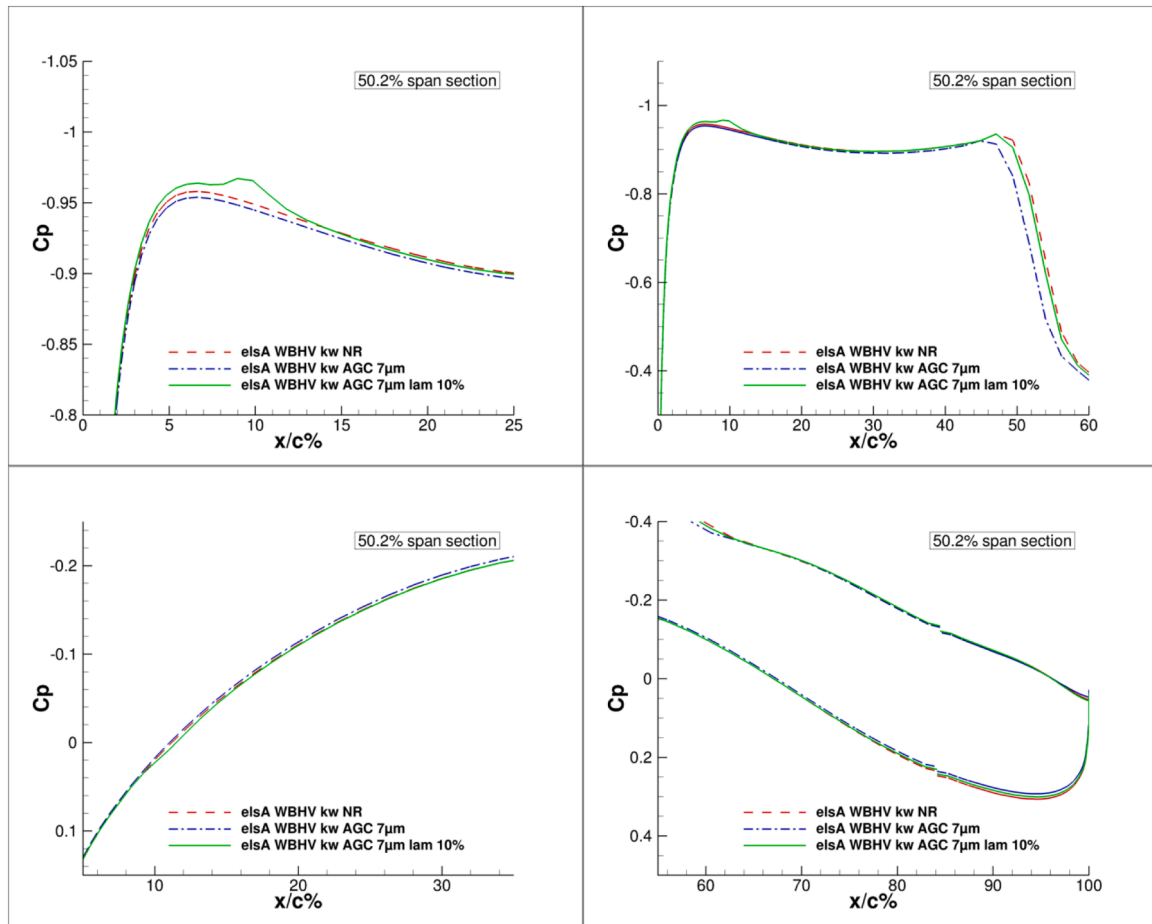 50.2% span section
-1.05
-1
-0.95
-0.9
-0.85
-0.8
Cp
0
5
10
15
20
25
x/c%
elsA WBHV kw NR
elsA WBHV kw AGC 7µm
elsA WBHV kw AGC 7µm lam 10%
50.2% span section
-1
-0.8
-0.6
-0.4
Cp
0
10
20
30
40
50
60
x/c%
elsA WBHV kw NR
elsA WBHV kw AGC 7µm
elsA WBHV kw AGC 7µm lam 10%
50.2% span section
-0.2
-0.1
0
0.1
Cp
10
20
30
x/c%
elsA WBHV kw NR
elsA WBHV kw AGC 7µm
elsA WBHV kw AGC 7µm lam 10%
50.2% span section
-0.4
-0.2
0
0.2
0.4
Cp
60
70
80
90
100
x/c%
elsA WBHV kw NR
elsA WBHV kw AGC 7µm
elsA WBHV kw AGC 7µm lam 10%